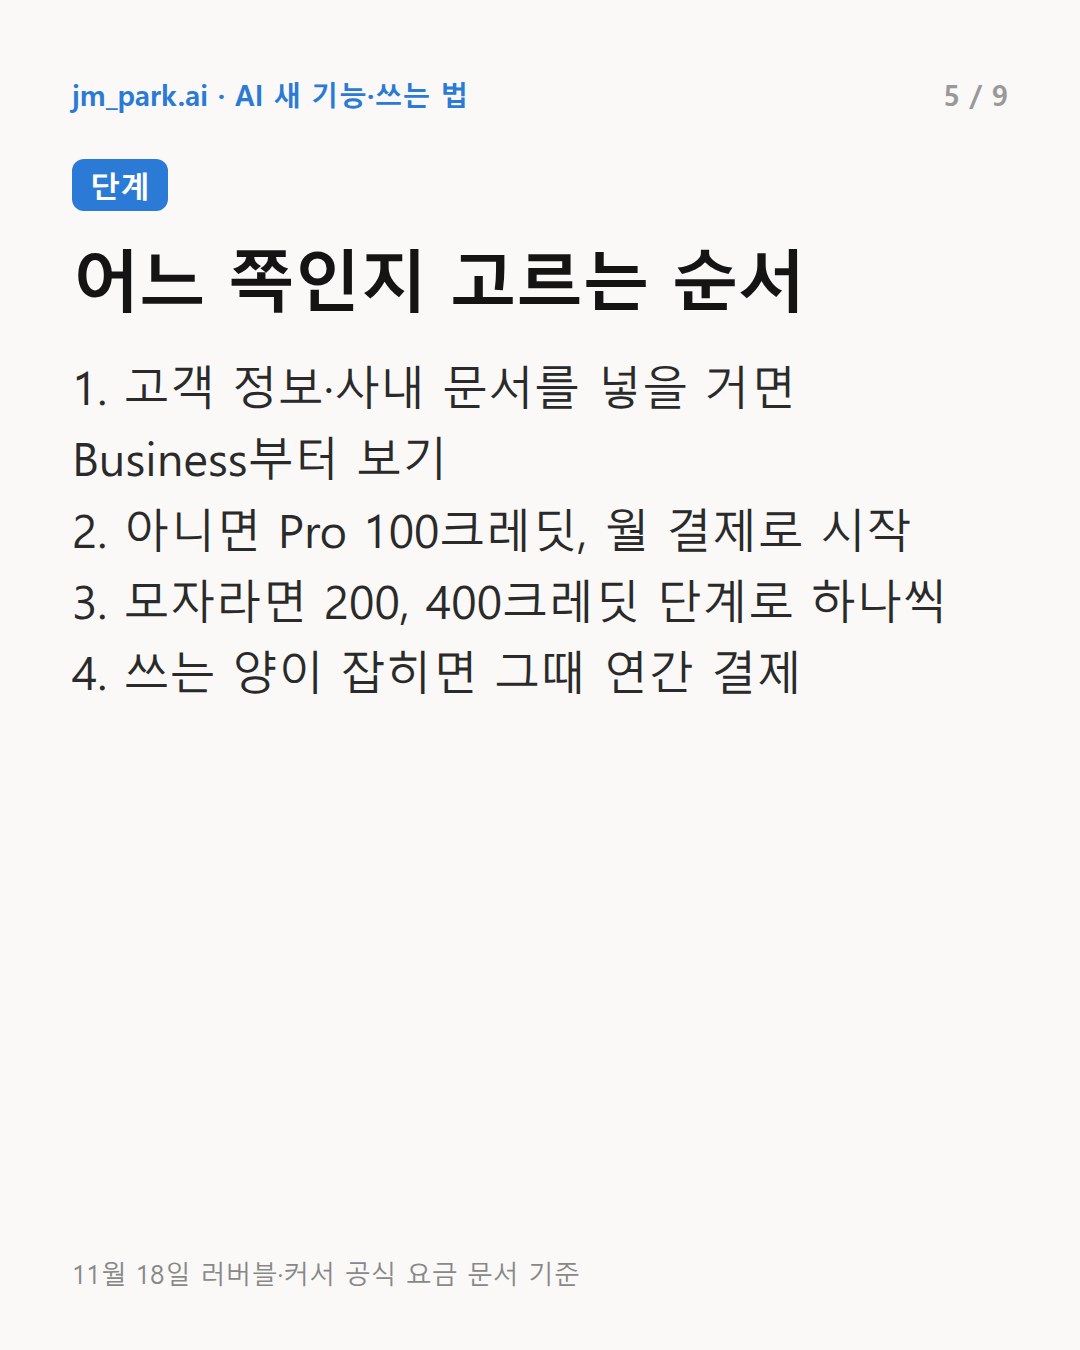 jm_park.ai · AI 새 기능·쓰는 법
5 / 9
단계
어느 쪽인지 고르는 순서
1. 고객 정보·사내 문서를 넣을 거면
Business부터 보기
2. 아니면 Pro 100크레딧, 월 결제로 시작
3. 모자라면 200, 400크레딧 단계로 하나씩
4. 쓰는 양이 잡히면 그때 연간 결제
11월 18일 러버블·커서 공식 요금 문서 기준